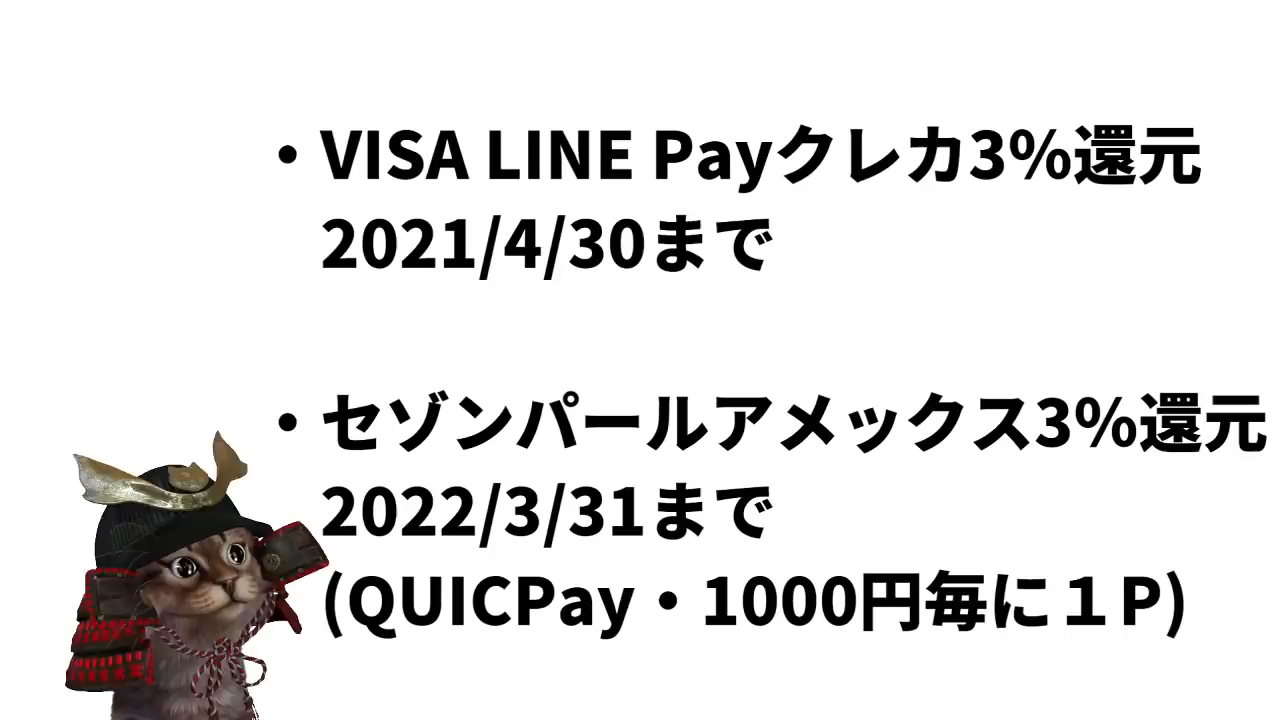 ・VISA LINE Payクレカ3%還元
2021/4/30まで
・セゾンパールアメックス3%還元
2022/3/31まで
(QUICPay・1000円毎に１P)